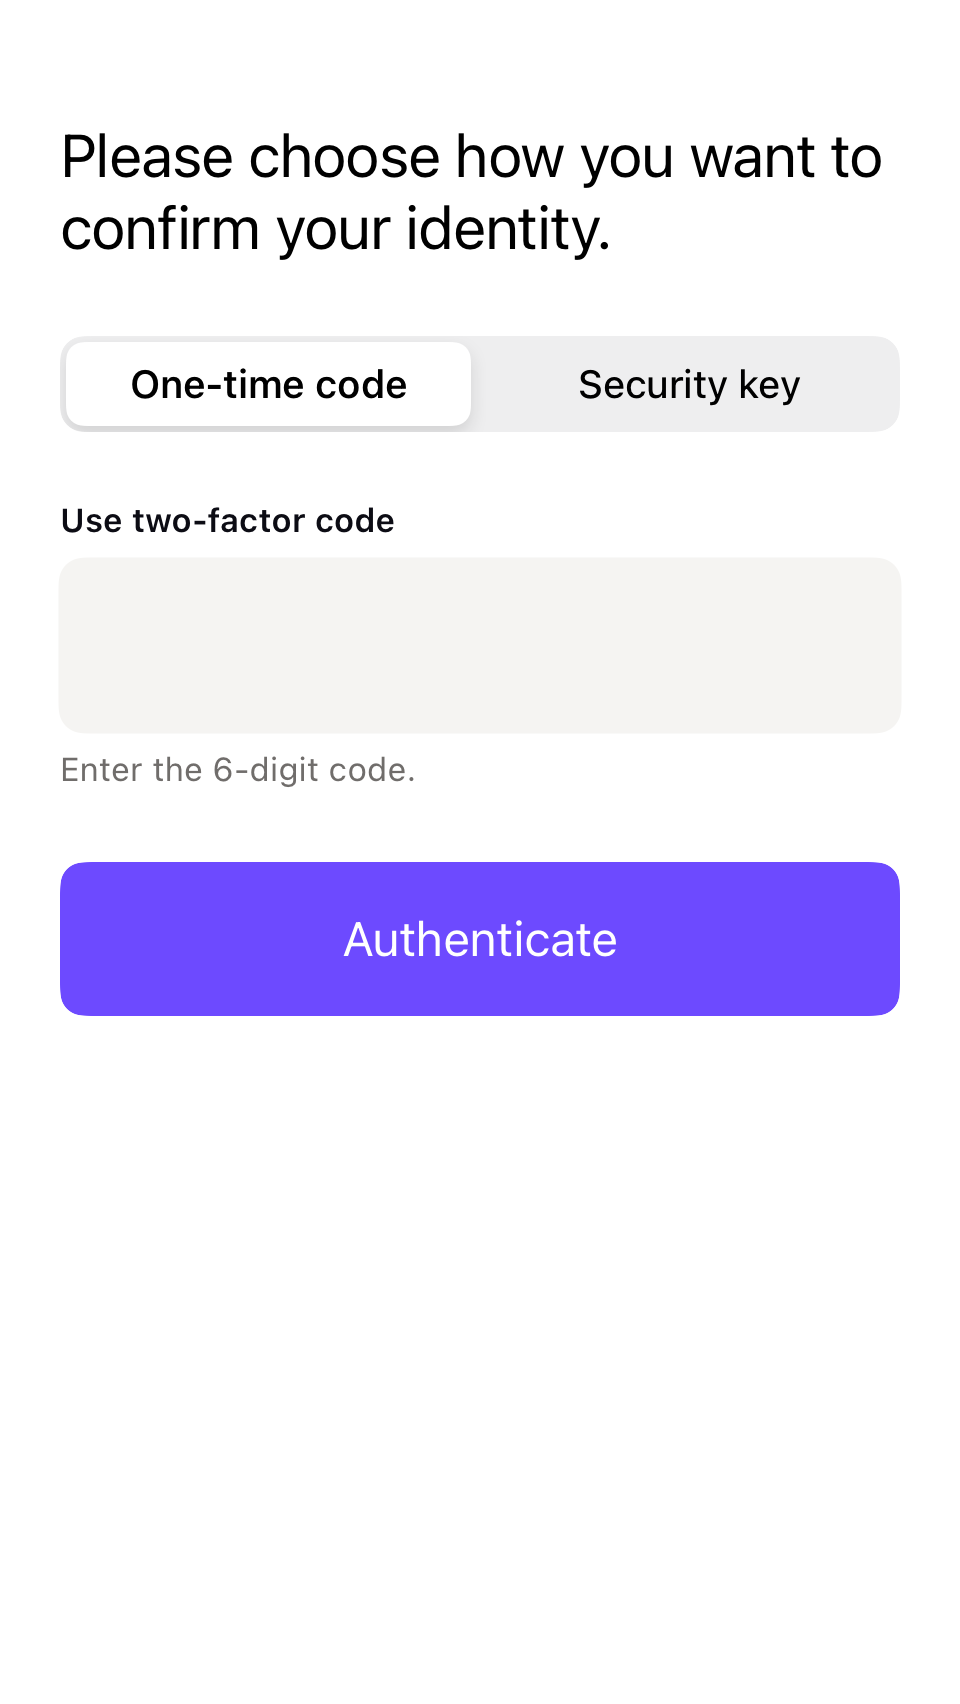 Please choose how you want to
confirm your identity.
One-time code
Security key
Use two-factor code
Enter the 6-digit code.
Authenticate